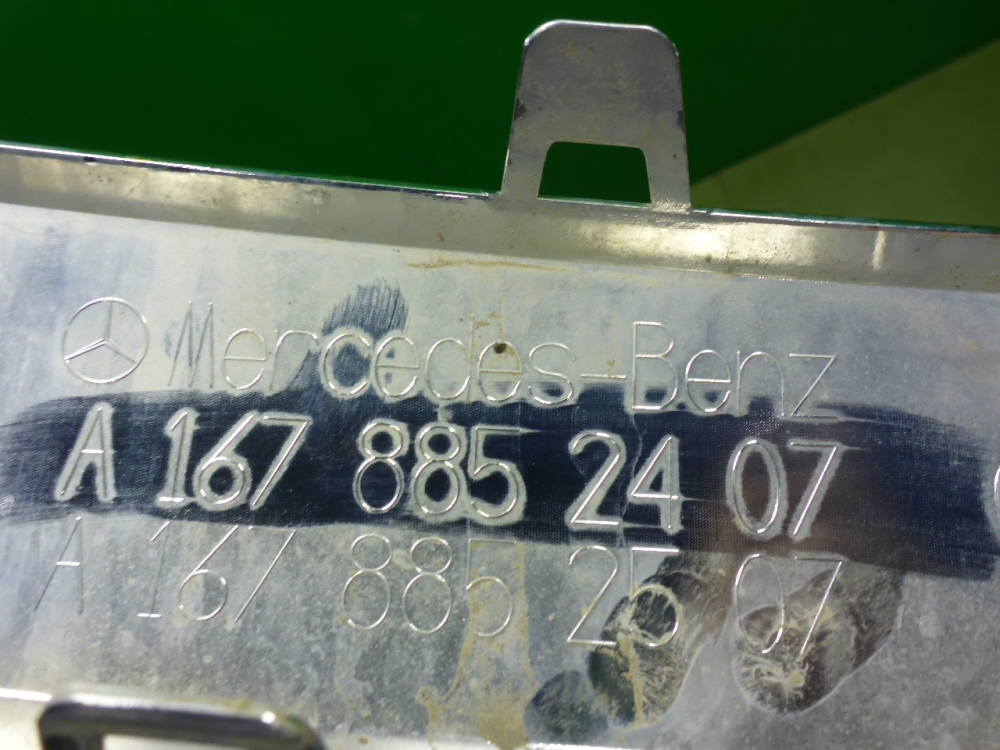 Mercedes-Benz
A 167 885 24 07
A 167 885 25 07